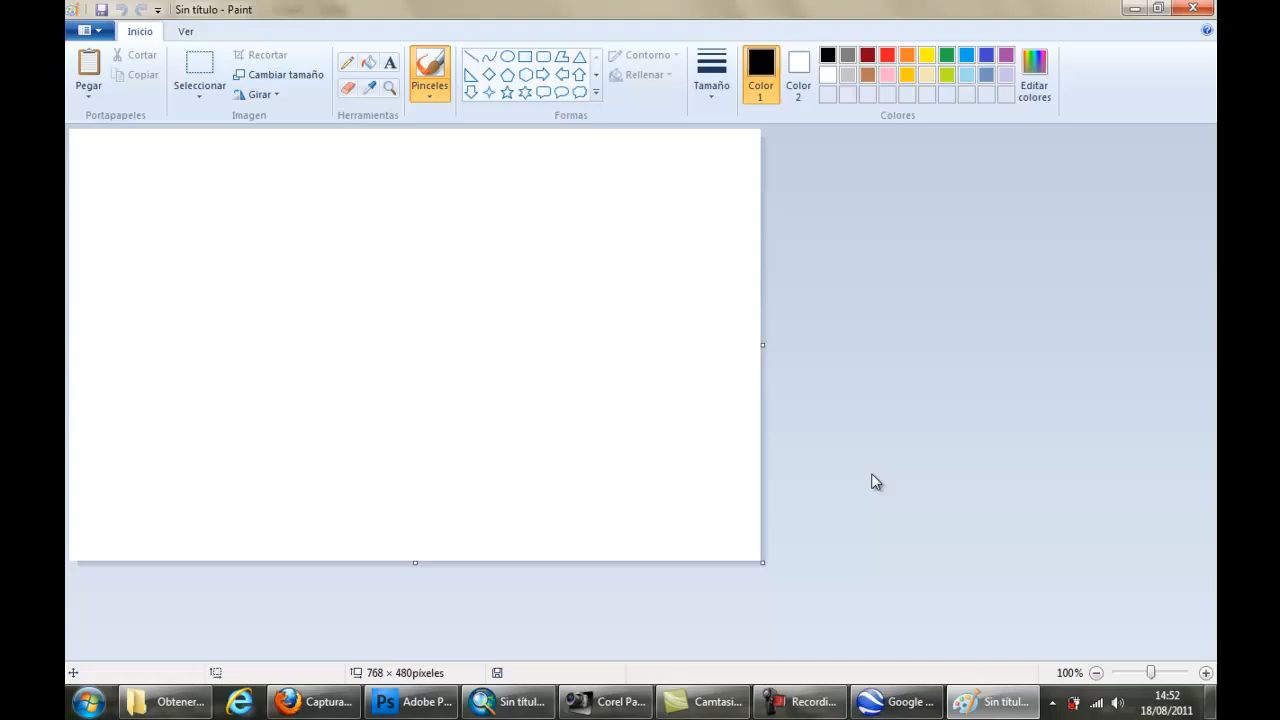 Sin título - Paint
Inicio Ver
Pegar
Cortar
Copiar
Portapapeles
Seleccionar
Recortar
Cambiar tamaño
Girar
Imagen
A
Herramientas
Pinceles
Contorno
Rellenar
Formas
Tamaño
Color
1
Color
2
Editar
colores
Colores
768 × 480píxeles
100%
Obtener...
Captura...
Ps Adobe P...
Sin títul...
Corel Pa...
Camtasi...
Recordi...
Google ...
Sin títul...
14:52
18/08/2011